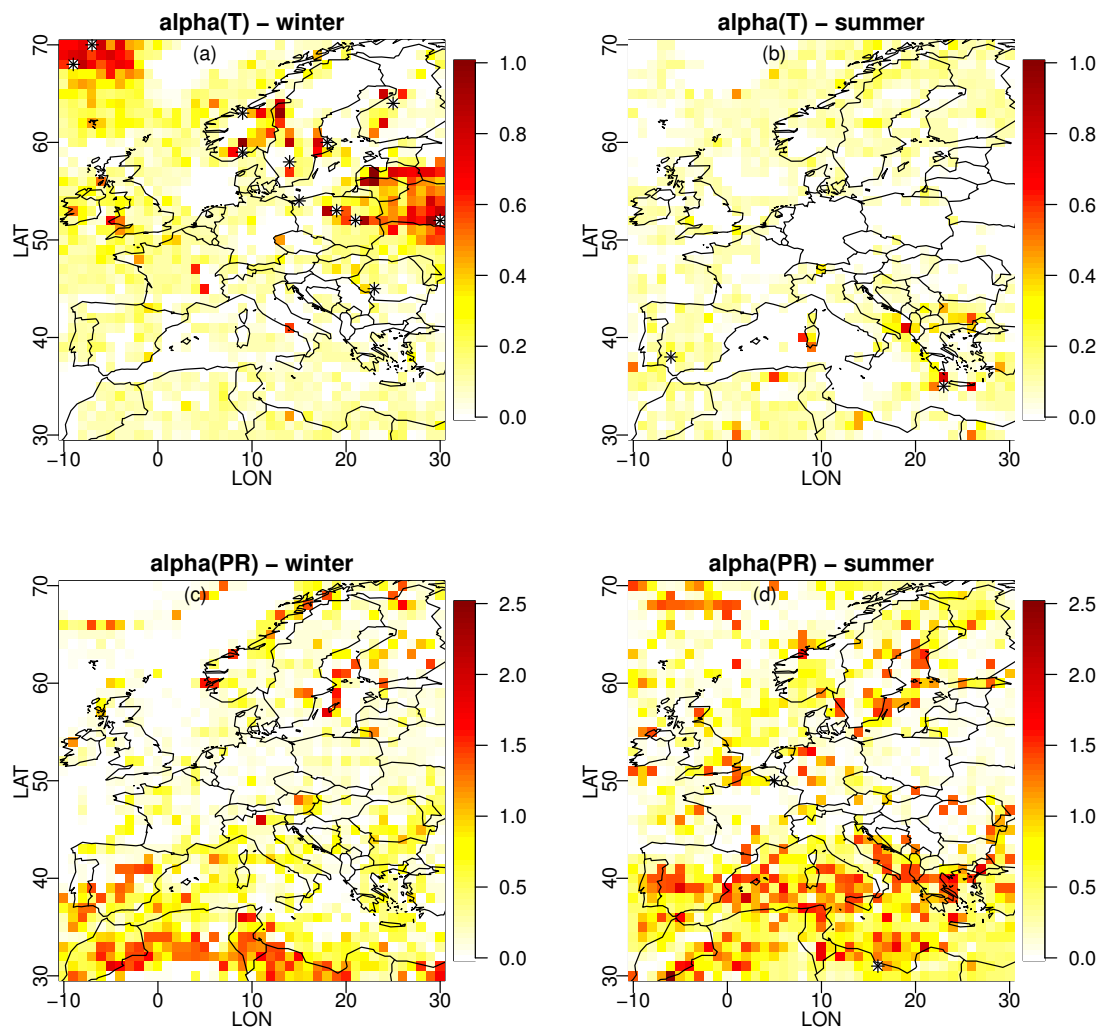 alpha(T) − winter
(a)
LAT
30 40 50 60 70
−10 0 10 20 30
LON
0.0 0.2 0.4 0.6 0.8 1.0
alpha(T) − summer
(b)
LAT
30 40 50 60 70
−10 0 10 20 30
LON
0.0 0.2 0.4 0.6 0.8 1.0
alpha(PR) − winter
(c)
LAT
30 40 50 60 70
−10 0 10 20 30
LON
0.0 0.5 1.0 1.5 2.0 2.5
alpha(PR) − summer
(d)
LAT
30 40 50 60 70
−10 0 10 20 30
LON
0.0 0.5 1.0 1.5 2.0 2.5